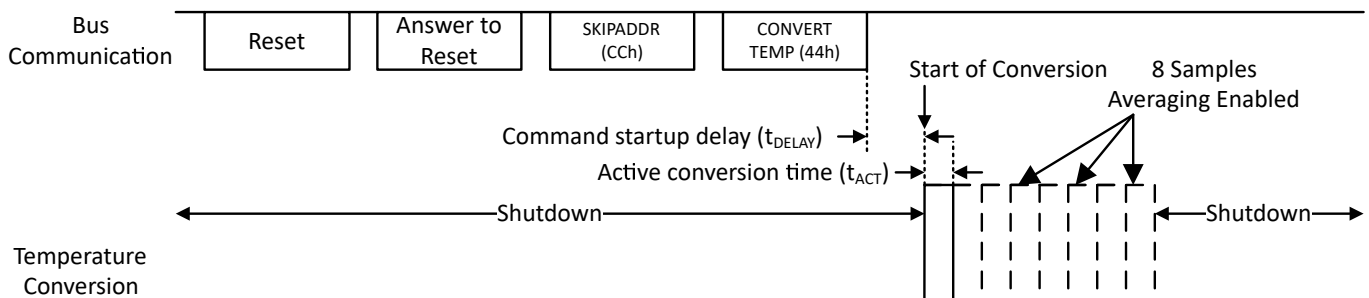 Bus
Communication
Reset
Answer to
Reset
SKIPADDR
(CCh)
CONVERT
TEMP (44h)
Start of Conversion
8 Samples
Averaging Enabled
Command startup delay (tDELAY)
Active conversion time (tACT)
Shutdown
Shutdown
Temperature
Conversion